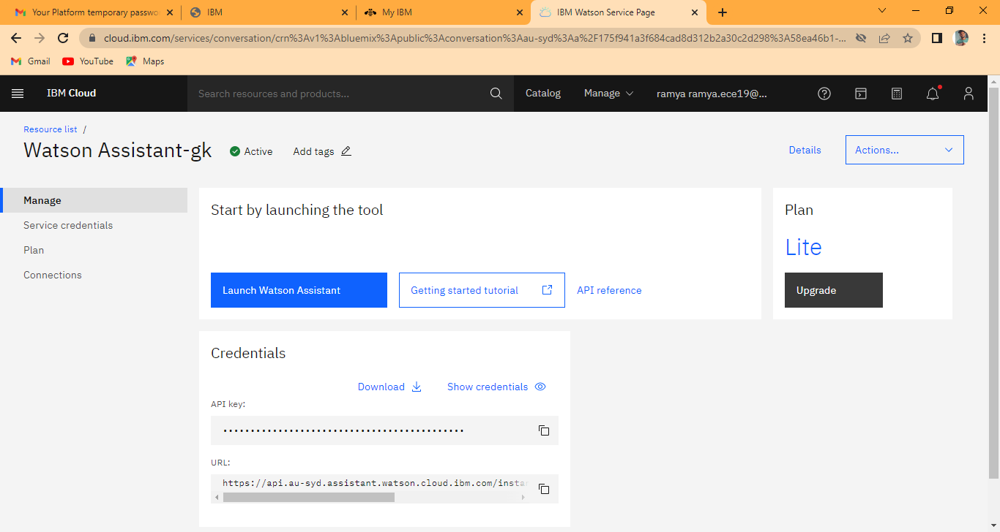 Your Platform temporary passwo
IBM
My IBM
IBM Watson Service Page
cloud.ibm.com/services/conversation/crn%3Av1%3Abluemix%3Apublic%3Aconversation%3Aau-syd%3Aa%2F175f941a3f684cad8d312b2a30c2d298%3A58ea46b1-...
Gmail
YouTube
Maps
IBM Cloud
Search resources and products...
Catalog
Manage
ramya ramya.ece19@...
Resource list /
Watson Assistant-gk
Active
Add tags
Details
Actions...
Manage
Service credentials
Plan
Connections
Start by launching the tool
Launch Watson Assistant
Getting started tutorial
API reference
Plan
Lite
Upgrade
Credentials
Download
Show credentials
API key:
URL:
https://api.au-syd.assistant.watson.cloud.ibm.com/instan